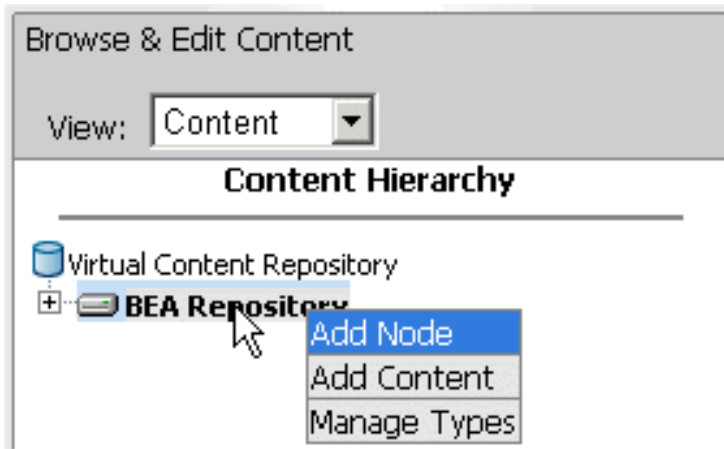 Browse & Edit Content
View: Content
Content Hierarchy
Virtual Content Repository
BEA Repository
Add Node
Add Content
Manage Types